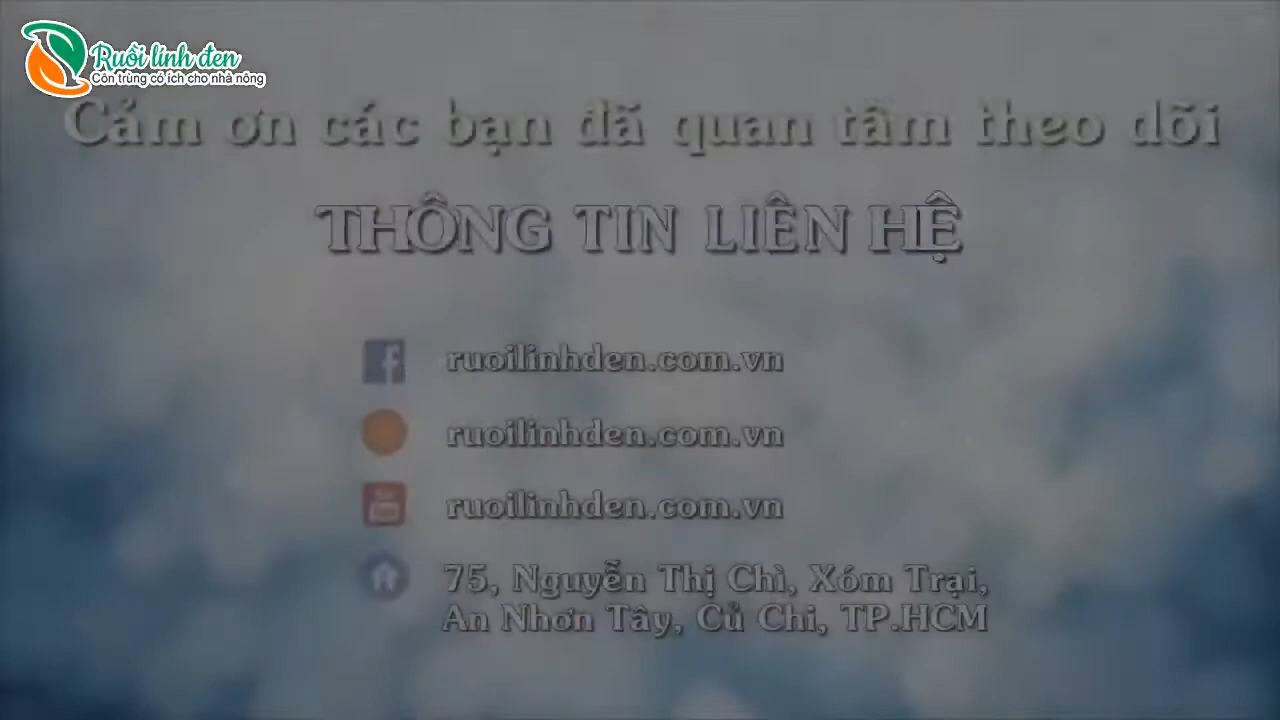 Ruồi lính đen
Côn trùng có ích cho nhà nông
Cảm ơn các bạn đã quan tâm theo dõi
THÔNG TIN LIÊN HỆ
ruoilinhden.com.vn
ruoilinhden.com.vn
ruoilinhden.com.vn
75, Nguyễn Thị Chì, Xóm Trại,
An Nhơn Tây, Củ Chi, TP.HCM